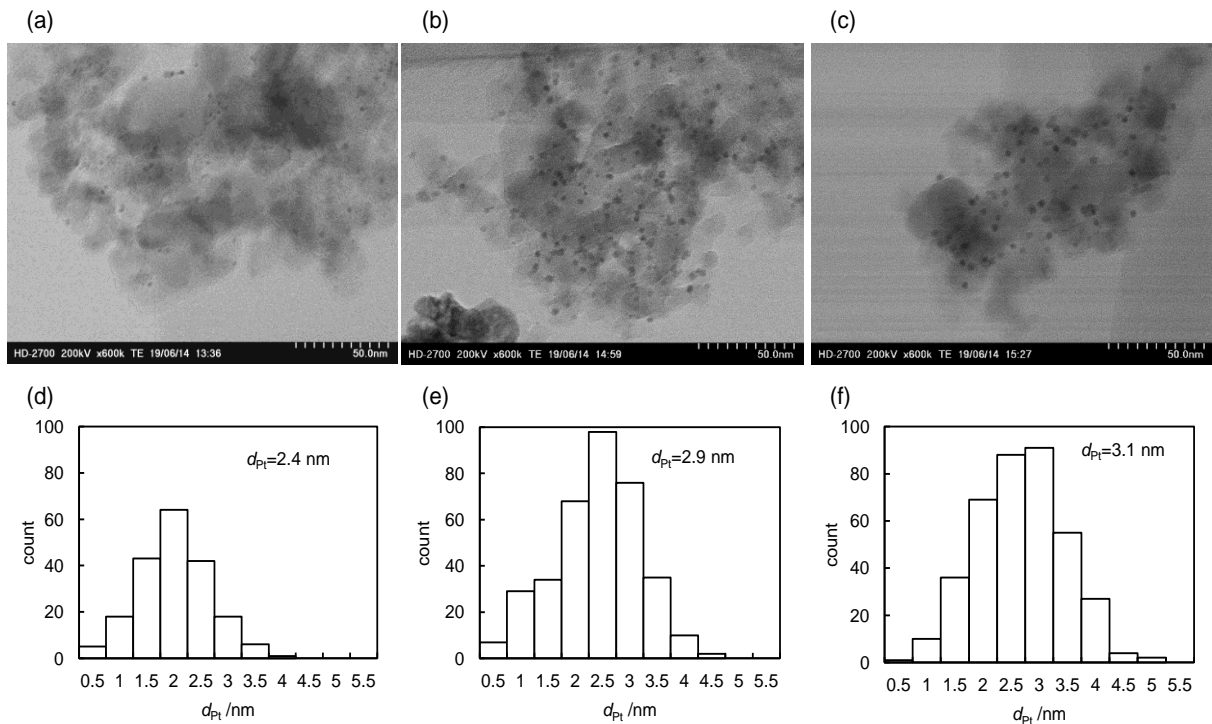 (a)
(b)
(c)
HD-2700 200kV x600k TE 19/06/14 13:36
50.0nm
HD-2700 200kV x600k TE 19/06/14 14:59
50.0nm
HD-2700 200kV x600k TE 19/06/14 15:27
50.0nm
(d)
(e)
(f)
100
80
60
40
20
0
count
dPt=2.4 nm
0.5 1 1.5 2 2.5 3 3.5 4 4.5 5 5.5
dPt /nm
100
80
60
40
20
0
count
dPt=2.9 nm
0.5 1 1.5 2 2.5 3 3.5 4 4.5 5 5.5
dPt /nm
100
80
60
40
20
0
count
dPt=3.1 nm
0.5 1 1.5 2 2.5 3 3.5 4 4.5 5 5.5
dPt /nm